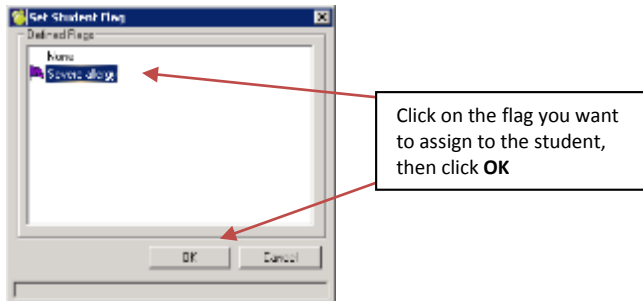 Set Student Flag
Defined Flags
None
Severe allergy
Click on the flag you want
to assign to the student,
then click OK
OK
Cancel